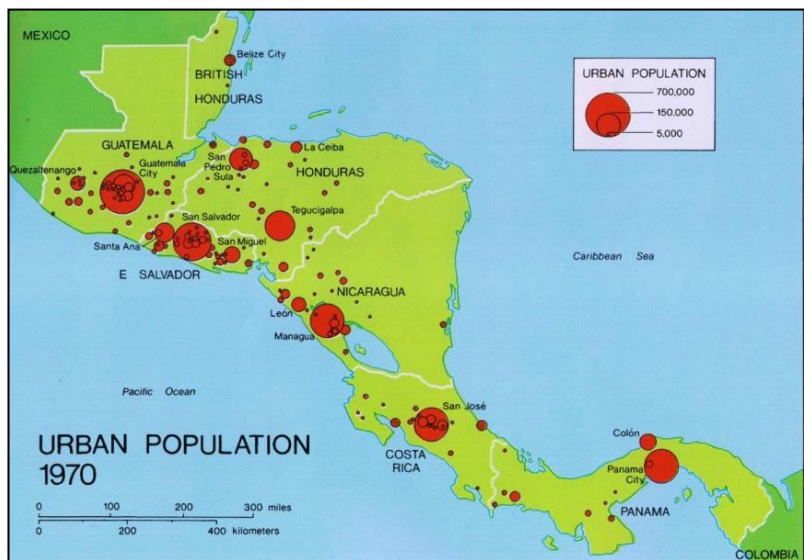 MEXICO
Belize City
BRITISH
HONDURAS
URBAN POPULATION
700,000
150,000
5,000
GUATEMALA
Quezaltenango
Guatemala
City
San
Pedro
Sula
La Ceiba
HONDURAS
Tegucigalpa
San Salvador
Santa Ana
San Miguel
E SALVADOR
Caribbean Sea
NICARAGUA
León
Managua
Pacific Ocean
San José
COSTA
RICA
Colón
Panama
City
PANAMA
COLOMBIA
URBAN POPULATION
1970
0 100 200 300 miles
0 200 400 kilometers